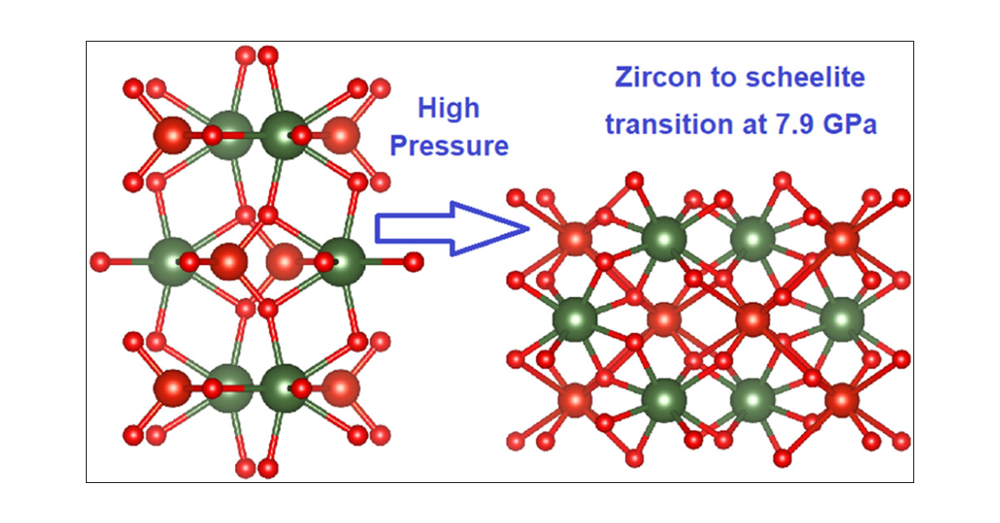 High
Pressure
Zircon to scheelite
transition at 7.9 GPa